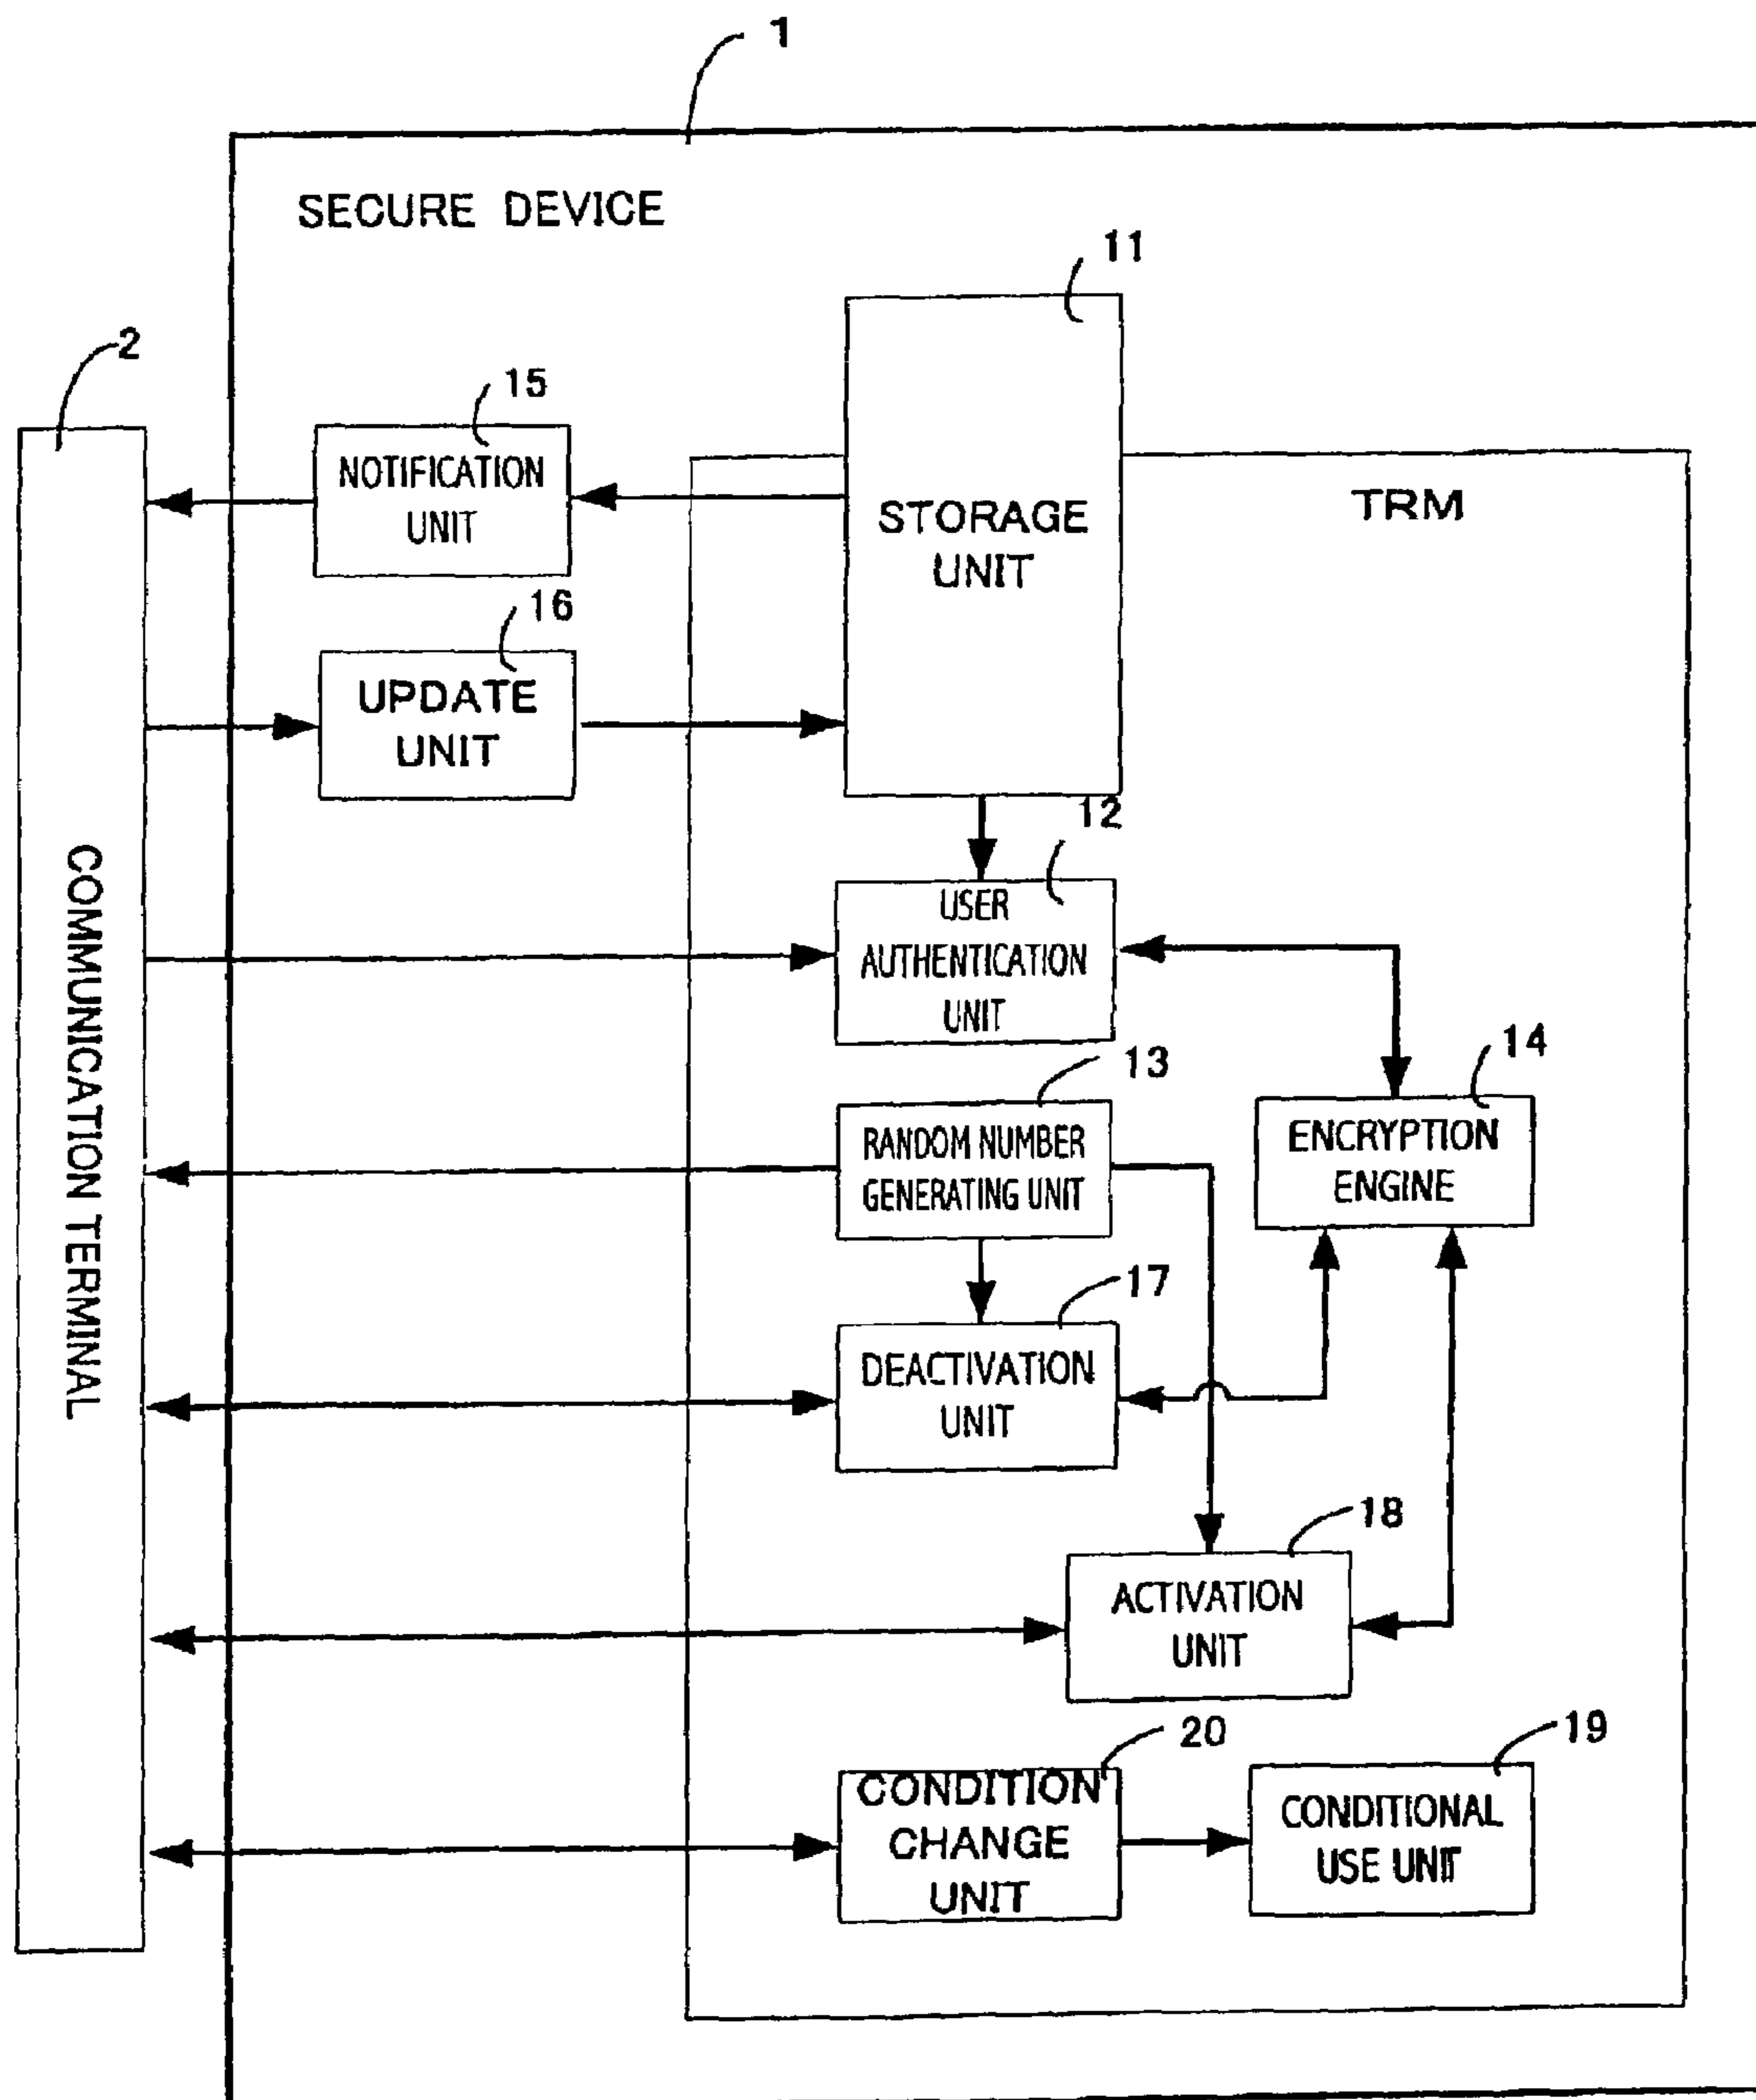 1
SECURE DEVICE
11
2
15
NOTIFICATION
UNIT
STORAGE
UNIT
TRM
16
UPDATE
UNIT
12
USER
AUTHENTICATION
UNIT
COMMUNICATION TERMINAL
13
RANDOM NUMBER
GENERATING UNIT
14
ENCRYPTION
ENGINE
17
DEACTIVATION
UNIT
18
ACTIVATION
UNIT
20
CONDITION
CHANGE
UNIT
19
CONDITIONAL
USE UNIT